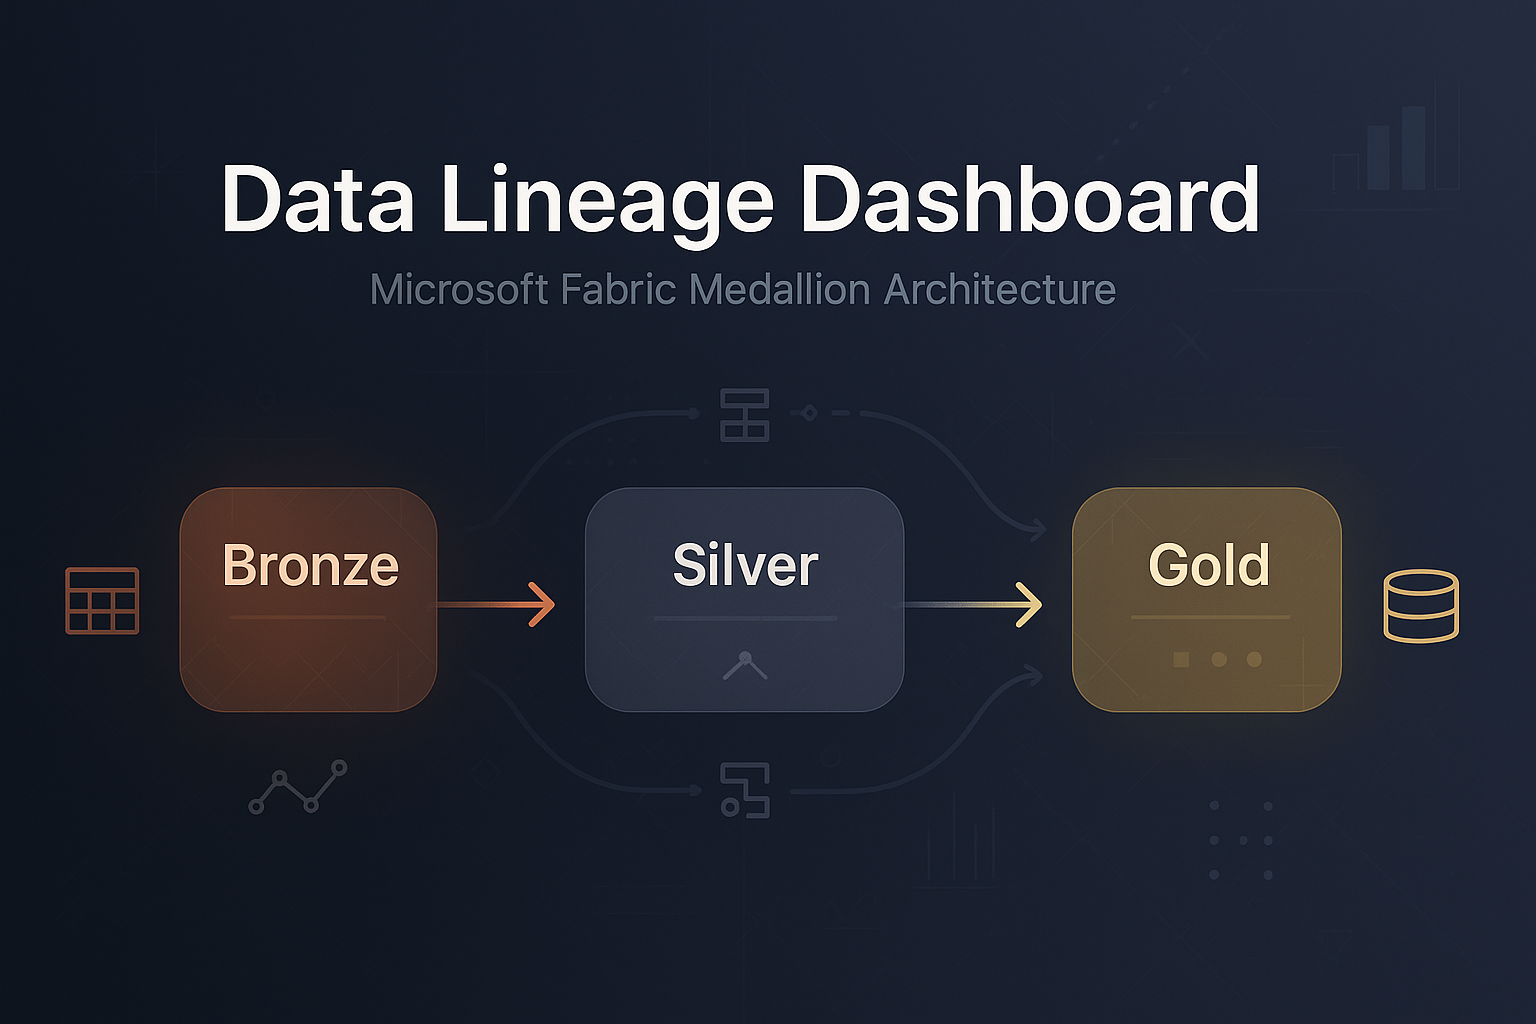 Data Lineage Dashboard
Microsoft Fabric Medallion Architecture
Bronze
Silver
Gold